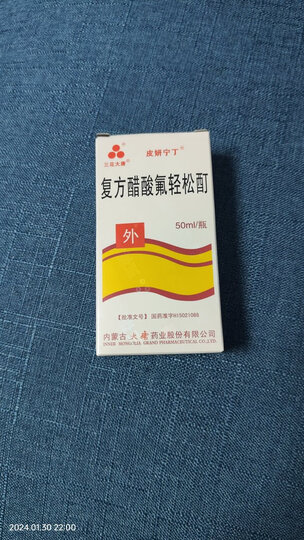 三花大唐®
皮妍宁丁®
复方醋酸氟轻松酊
50ml/瓶
外
【批准文号】 国药准字H15021088
内蒙古大唐药业股份有限公司
INNER MONGOLIA GRAND PHARMACEUTICAL CO.,LTD.
2024.01.30 22:00